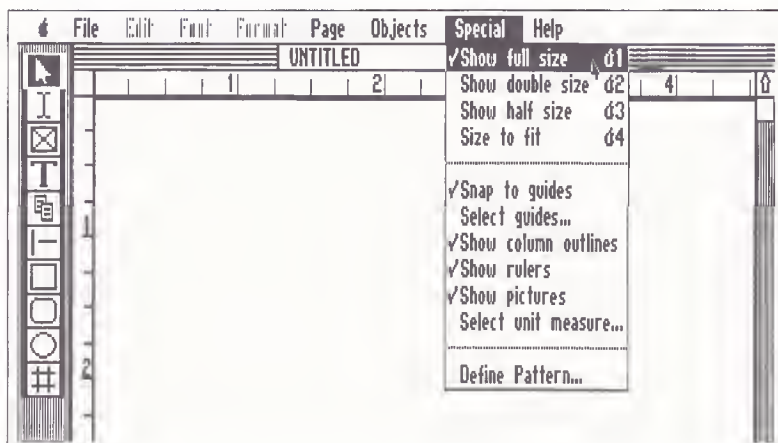 File Edit Font Format Page Objects Special Help
UNTITLED
✓Show full size 1
Show double size 2
Show half size 3
Size to fit 4
✓Snap to guides
Select guides...
✓Show column outlines
✓Show rulers
✓Show pictures
Select unit measure...
Define Pattern...
1 2 4
T
1
2